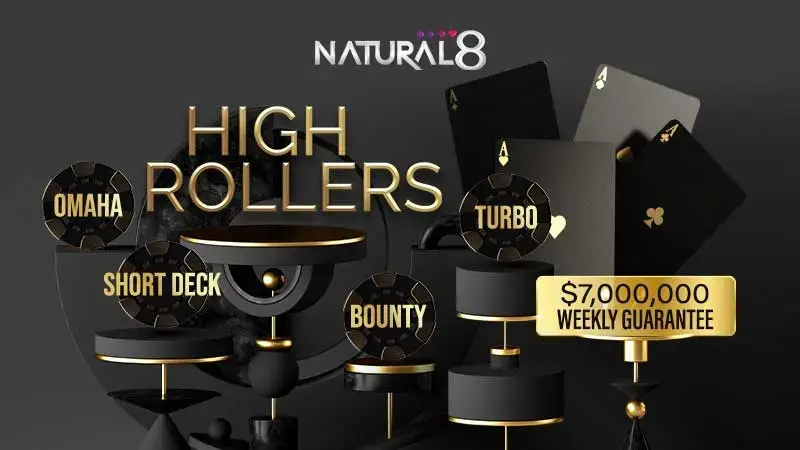 NATURAL8
HIGH
ROLLERS
OMAHA
TURBO
SHORT DECK
BOUNTY
$7,000,000
WEEKLY GUARANTEE
A
A
A
A